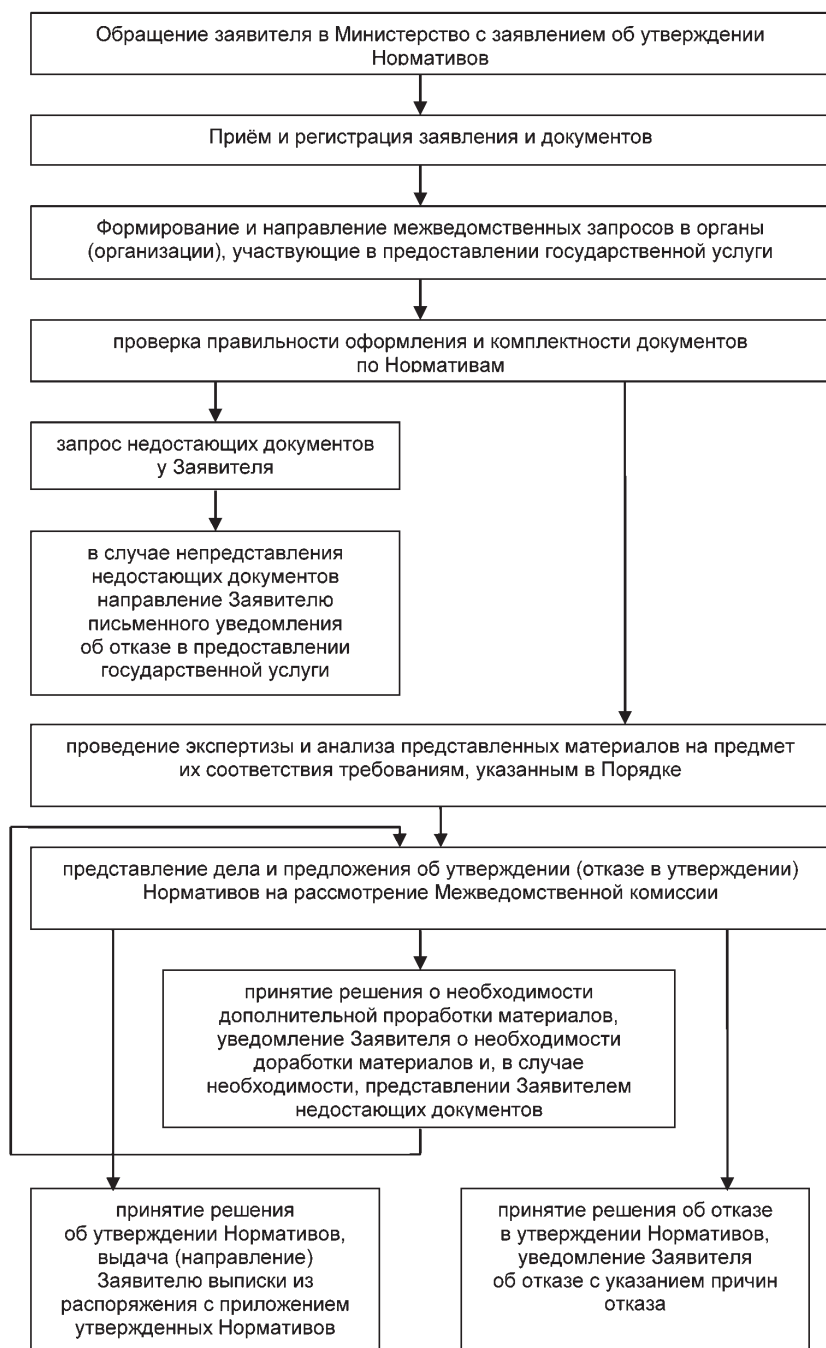 Обращение заявителя в Министерство с заявлением об утверждении
Нормативов
Приём и регистрация заявления и документов
Формирование и направление межведомственных запросов в органы
(организации), участвующие в предоставлении государственной услуги
проверка правильности оформления и комплектности документов
по Нормативам
запрос недостающих документов
у Заявителя
в случае непредставления
недостающих документов
направление Заявителю
письменного уведомления
об отказе в предоставлении
государственной услуги
проведение экспертизы и анализа представленных материалов на предмет
их соответствия требованиям, указанным в Порядке
представление дела и предложения об утверждении (отказе в утверждении)
Нормативов на рассмотрение Межведомственной комиссии
принятие решения о необходимости
дополнительной проработки материалов,
уведомление Заявителя о необходимости
доработки материалов и, в случае
необходимости, представлении Заявителем
недостающих документов
принятие решения
об утверждении Нормативов,
выдача (направление)
Заявителю выписки из
распоряжения с приложением
утвержденных Нормативов
принятие решения об отказе
в утверждении Нормативов,
уведомление Заявителя
об отказе с указанием причин
отказа